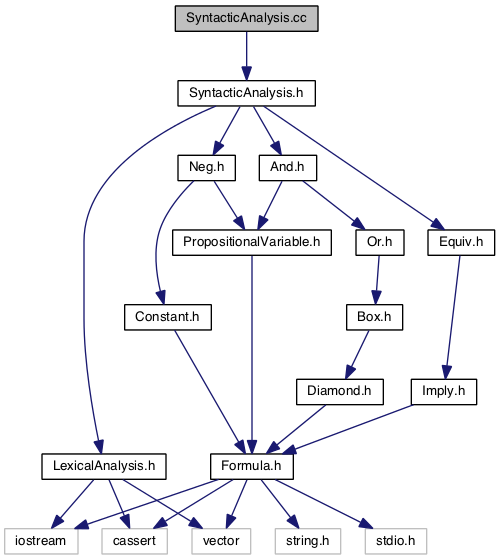 SyntacticAnalysis.cc
SyntacticAnalysis.h
Neg.h
And.h
PropositionalVariable.h
Or.h
Equiv.h
Constant.h
Box.h
Diamond.h
Imply.h
LexicalAnalysis.h
Formula.h
iostream
cassert
vector
string.h
stdio.h